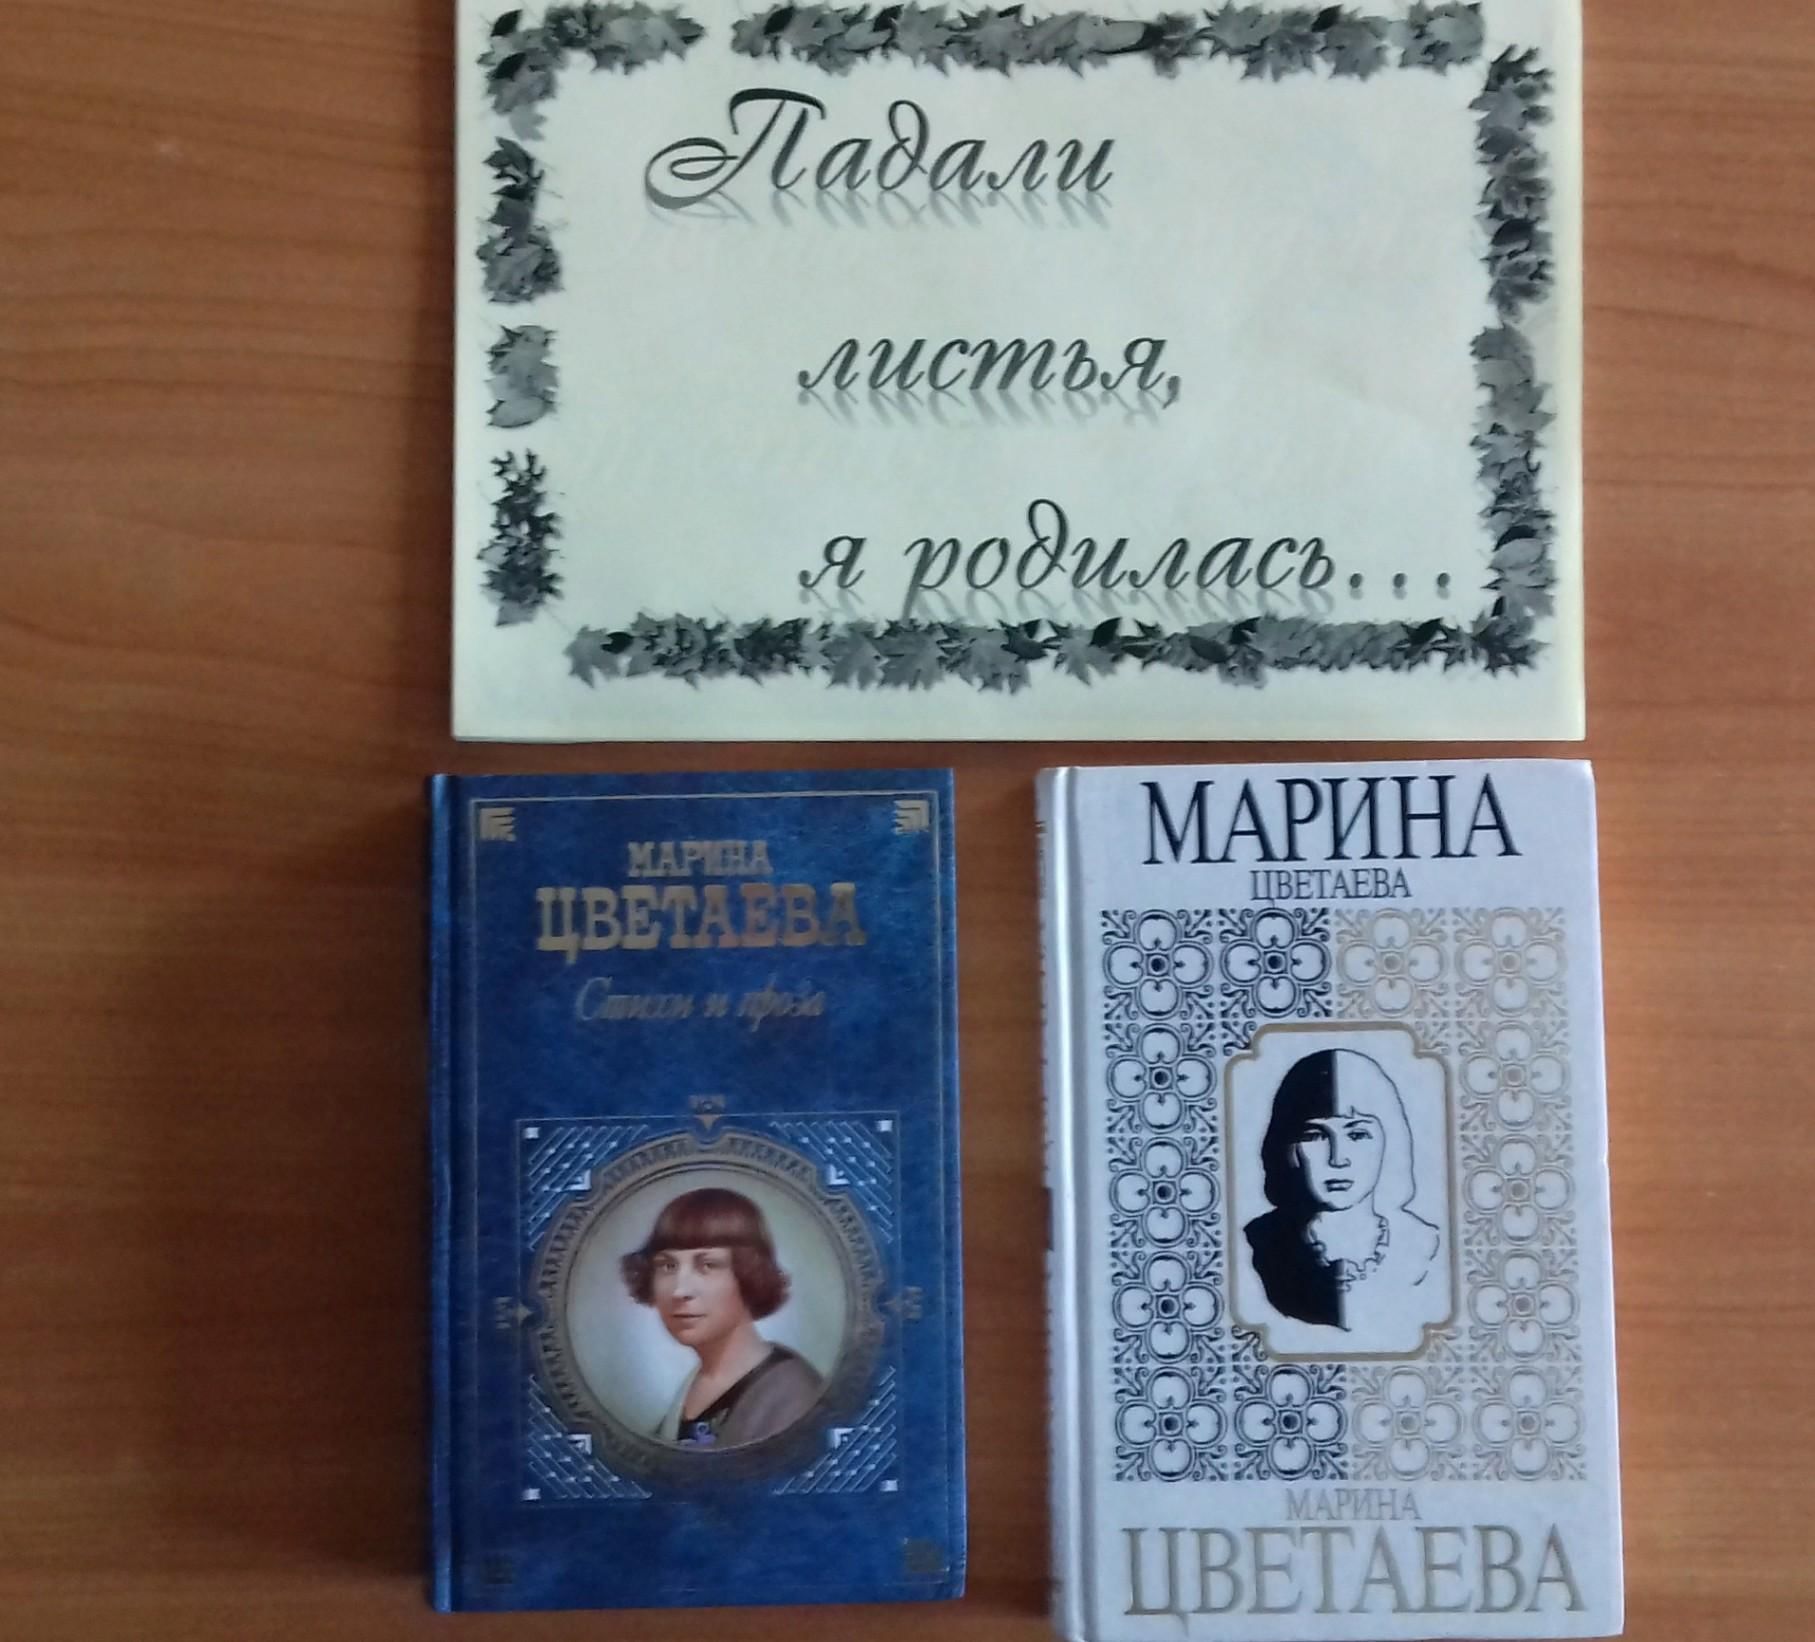 Падали
листья,
я родилась...
МАРИНА
ЦВЕТАЕВА
Стихи и проза
МАРИНА
ЦВЕТАЕВА
МАРИНА
ЦВЕТАЕВА